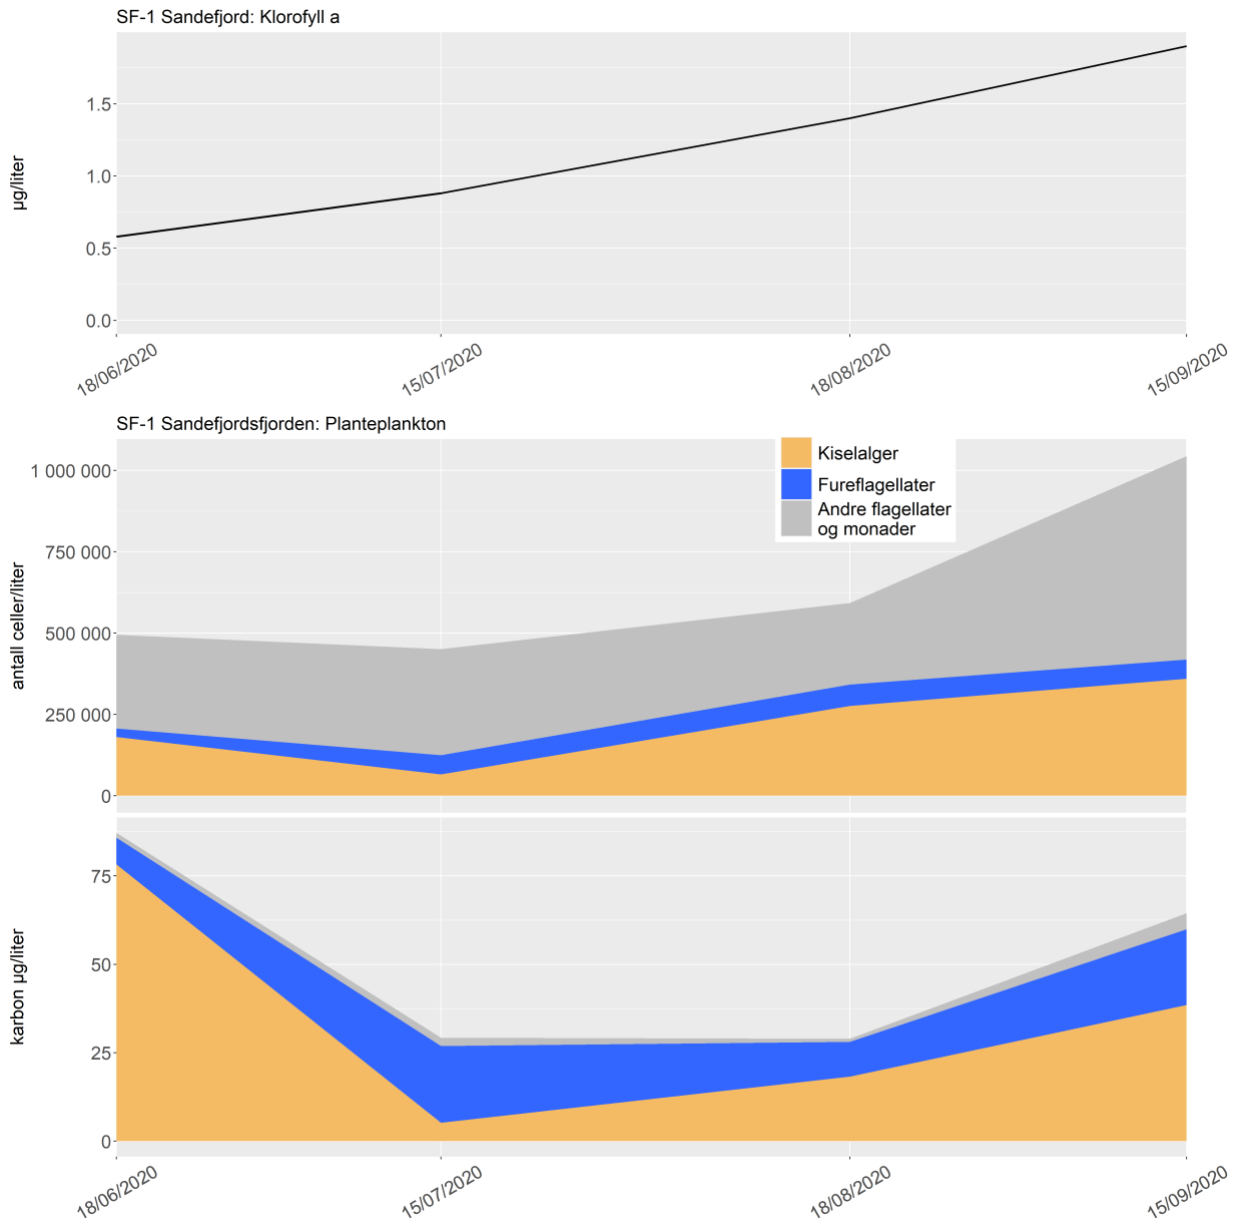 SF-1 Sandefjord: Klorofyll a
µg/liter
1.5
1.0
0.5
0.0
18/06/2020
15/07/2020
18/08/2020
15/09/2020
SF-1 Sandefjordsfjorden: Planteplankton
Kiselalger
Fureflagellater
Andre flagellater
og monader
antall celler/liter
1 000 000
750 000
500 000
250 000
0
karbon µg/liter
75
50
25
0
18/06/2020
15/07/2020
18/08/2020
15/09/2020